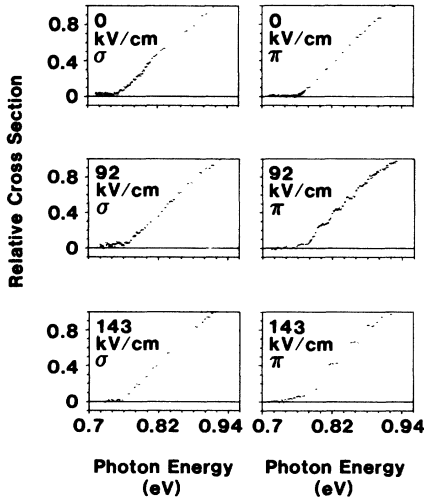 0.8
0.4
0
0
kV/cm
σ
0
kV/cm
π
Relative Cross Section
0.8
0.4
0
92
kV/cm
σ
92
kV/cm
π
0.8
0.4
0
143
kV/cm
σ
143
kV/cm
π
0.7 0.82 0.94
0.7 0.82 0.94
Photon Energy
(eV)
Photon Energy
(eV)